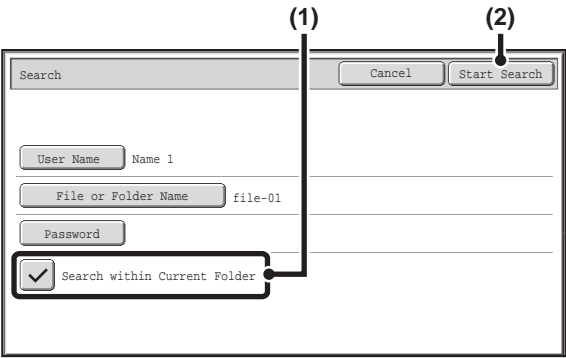 (1) (2)
Search Cancel Start Search
User Name Name 1
File or Folder Name file-01
Password
Search within Current Folder